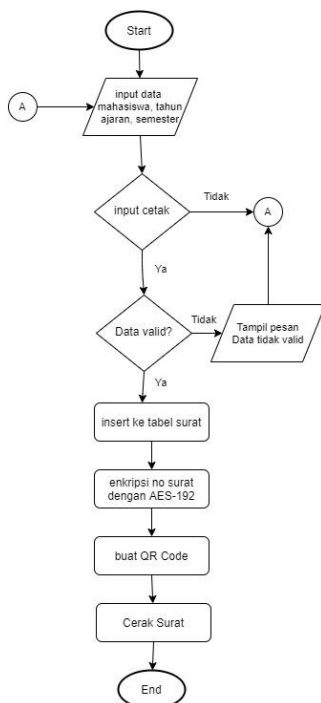 Start
A
input data
mahasiswa, tahun
ajaran, semester
input cetak
Tidak
A
Ya
Data valid?
Tidak
Tampil pesan
Data tidak valid
Ya
insert ke tabel surat
enkripsi no surat
dengan AES-192
buat QR Code
Cerak Surat
End